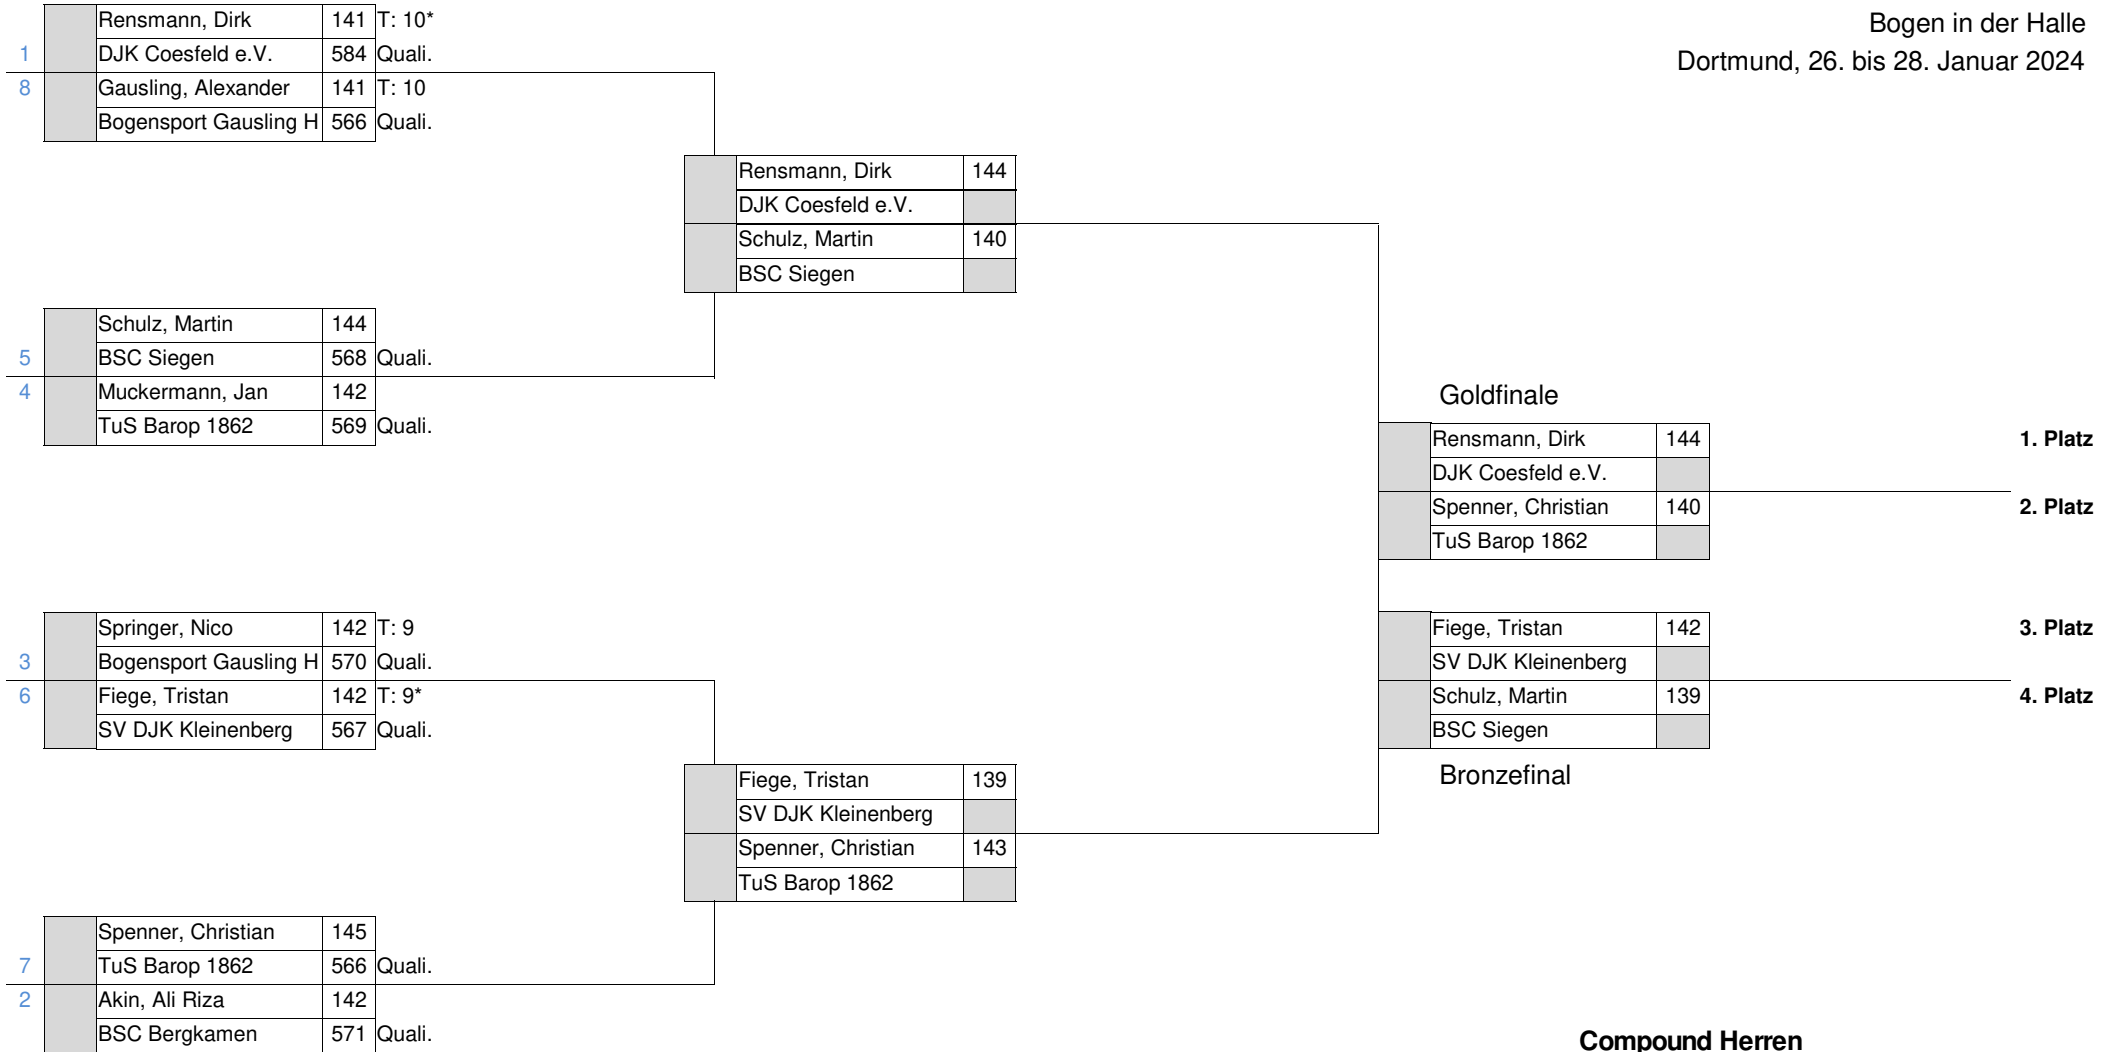 Bogen in der Halle
Dortmund, 26. bis 28. Januar 2024
Rensmann, Dirk 141 T: 10*
1 DJK Coesfeld e.V. 584 Quali.
8 Gausling, Alexander 141 T: 10
Bogensport Gausling H 566 Quali.
Rensmann, Dirk 144
DJK Coesfeld e.V.
Schulz, Martin 140
BSC Siegen
Schulz, Martin 144
5 BSC Siegen 568 Quali.
4 Muckermann, Jan 142
TuS Barop 1862 569 Quali.
Goldfinale
Rensmann, Dirk 144 1. Platz
DJK Coesfeld e.V.
Spenner, Christian 140 2. Platz
TuS Barop 1862
Springer, Nico 142 T: 9
3 Bogensport Gausling H 570 Quali.
6 Fiege, Tristan 142 T: 9*
SV DJK Kleinenberg 567 Quali.
Fiege, Tristan 142 3. Platz
SV DJK Kleinenberg
Schulz, Martin 139 4. Platz
BSC Siegen
Bronzefinal
Fiege, Tristan 139
SV DJK Kleinenberg
Spenner, Christian 143
TuS Barop 1862
Spenner, Christian 145
7 TuS Barop 1862 566 Quali.
2 Akin, Ali Riza 142
BSC Bergkamen 571 Quali.
Compound Herren